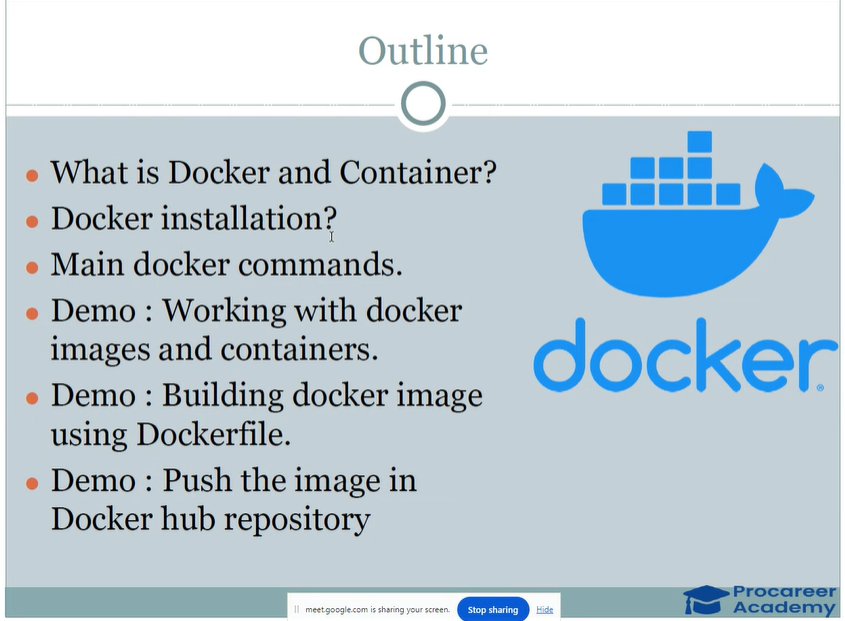 Outline
What is Docker and Container?
Docker installation?
Main docker commands.
Demo : Working with docker
images and containers.
Demo : Building docker image
using Dockerfile.
Demo : Push the image in
Docker hub repository
docker®
meet.google.com is sharing your screen.
Stop sharing
Hide
Procareer
Academy